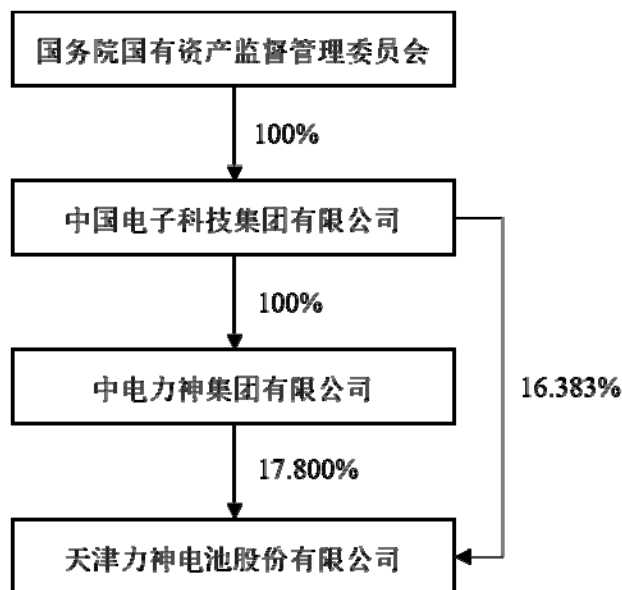 国务院国有资产监督管理委员会
100%
中国电子科技集团有限公司
100%
中电力神集团有限公司
16.383%
17.800%
天津力神电池股份有限公司